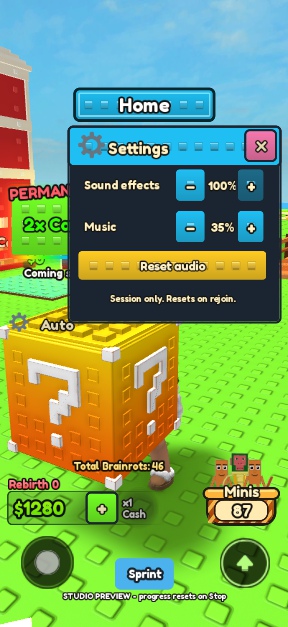 Home
Settings
Sound effects
100%
Music
35%
Reset audio
Session only. Resets on rejoin.
PERMAN
2x Co
Coming s
Auto
?
?
Total Brainrots: 46
Rebirth 0
$1280
+
x1
Cash
Minis
87
Sprint
STUDIO PREVIEW - progress resets on Stop